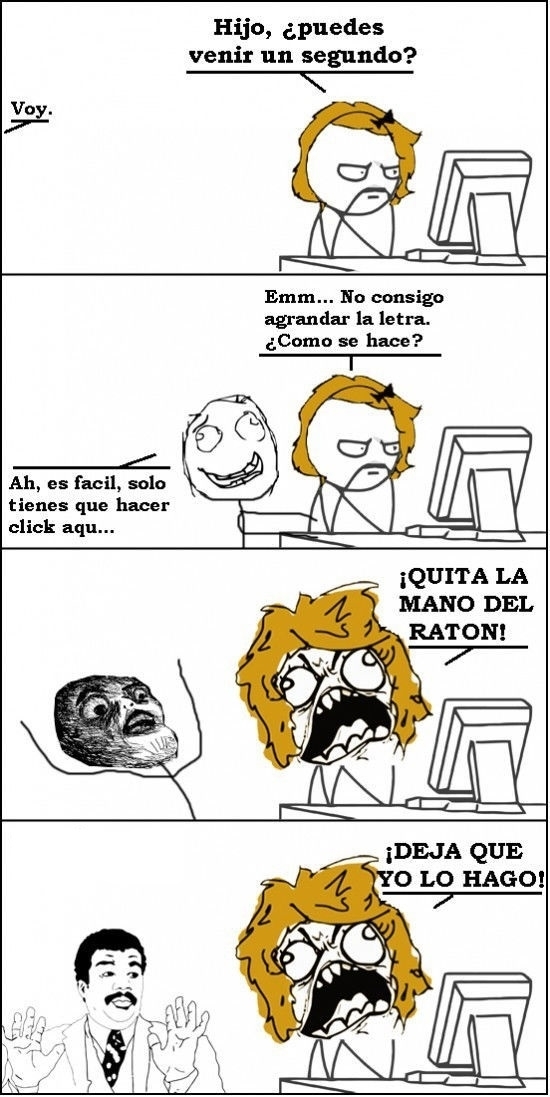 Hijo, ¿puedes
venir un segundo?
Voy.
Emm... No consigo
agrandar la letra.
¿Como se hace?
Ah, es facil, solo
tienes que hacer
click aqu...
¡QUITA LA
MANO DEL
RATON!
¡DEJA QUE
YO LO HAGO!